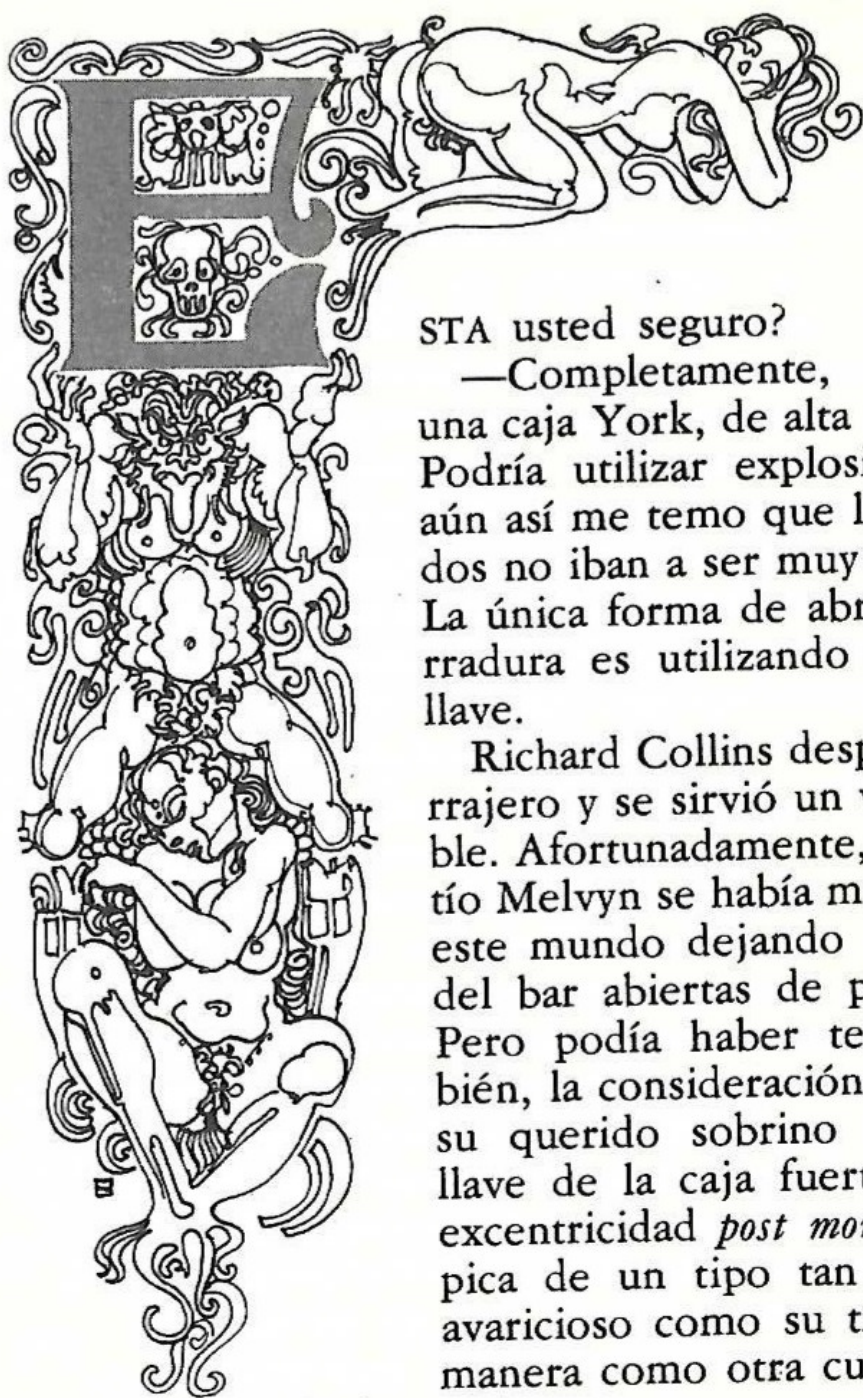 E
STA usted seguro?
—Completamente,
una caja York, de alta
Podría utilizar explosi
aún así me temo que l
dos no iban a ser muy
La única forma de abr
rradura es utilizando
llave.
Richard Collins desp
rrajero y se sirvió un
ble. Afortunadamente,
tío Melvyn se había m
este mundo dejando
del bar abiertas de p
Pero podía haber te
bién, la consideración
su querido sobrino
llave de la caja fuert
excentricidad post mo
pica de un tipo tan
avaricioso como su t
manera como otra cu